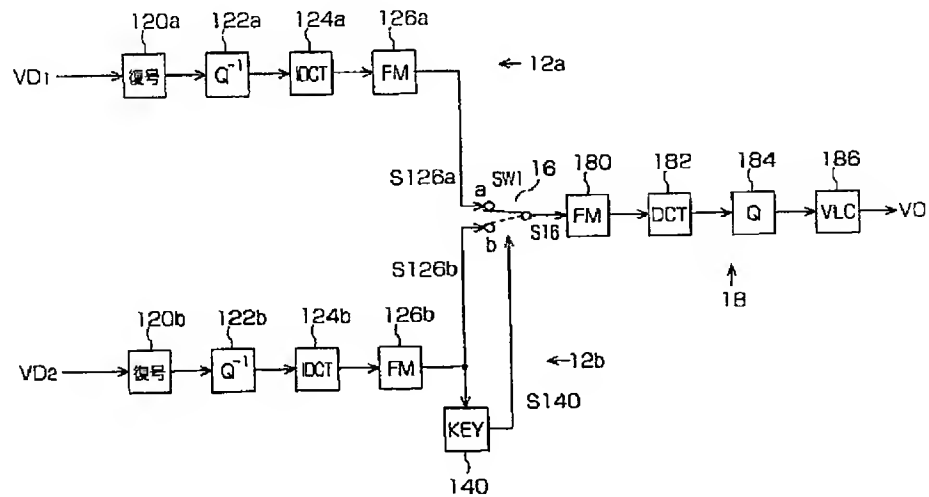 120a 122a 124a 126a
VD1 復号 Q⁻¹ IDCT FM
12a
S126a
a SW1 16 180 182 184 186
FM DCT Q VLC VO
b S16
S126b
18
120b 122b 124b 126b
VD2 復号 Q⁻¹ IDCT FM
12b
S140
KEY
140